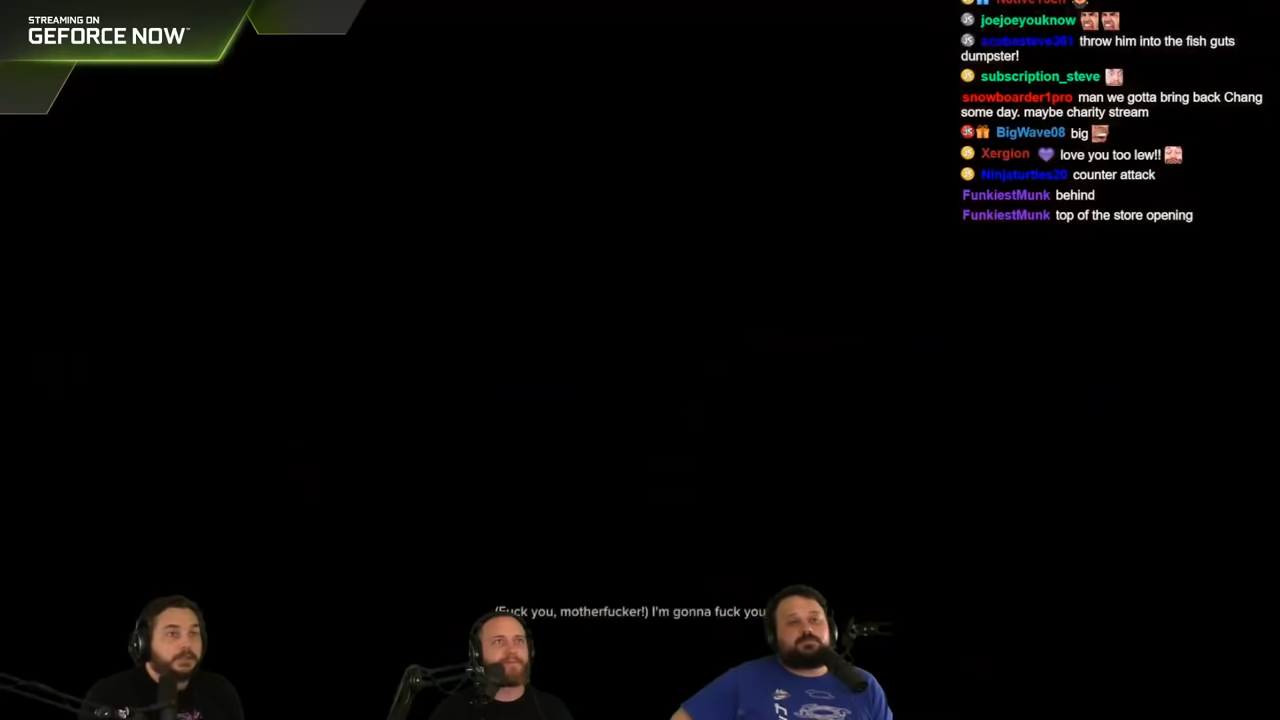 STREAMING ON
GEFORCE NOW
joejoeyouknow
throw him into the fish guts
dumpster!
subscription_steve
snowboarder1pro man we gotta bring back Chang
some day. maybe charity stream
BigWave08 big
Xergion love you too lew!!
Ninjaturtles20 counter attack
FunkiestMunk behind
FunkiestMunk top of the store opening
(Fuck you, motherfucker!) I'm gonna fuck you